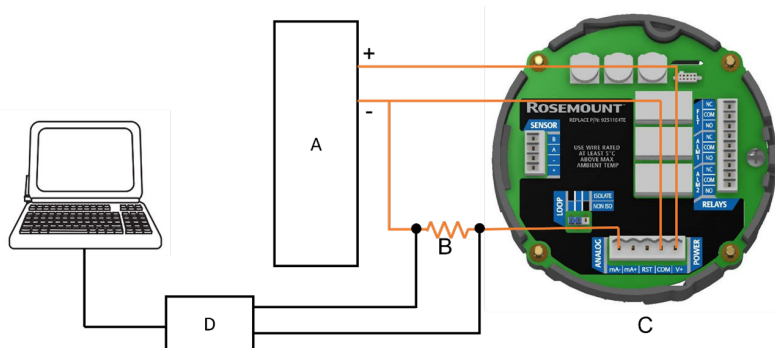 +
-
A
B
C
D
ROSEMOUNT
REPLACE P/N: 9251104TE
SENSOR
B
A
-
+
USE WIRE RATED
AT LEAST 5°C
ABOVE MAX
AMBIENT TEMP
FLT
NC
COM
NO
ALM1
NC
COM
NO
ALM2
NC
COM
NO
RELAYS
LOOP
ISOLATE
NON ISO
ANALOG
mA- mA+ RST COM V+
POWER